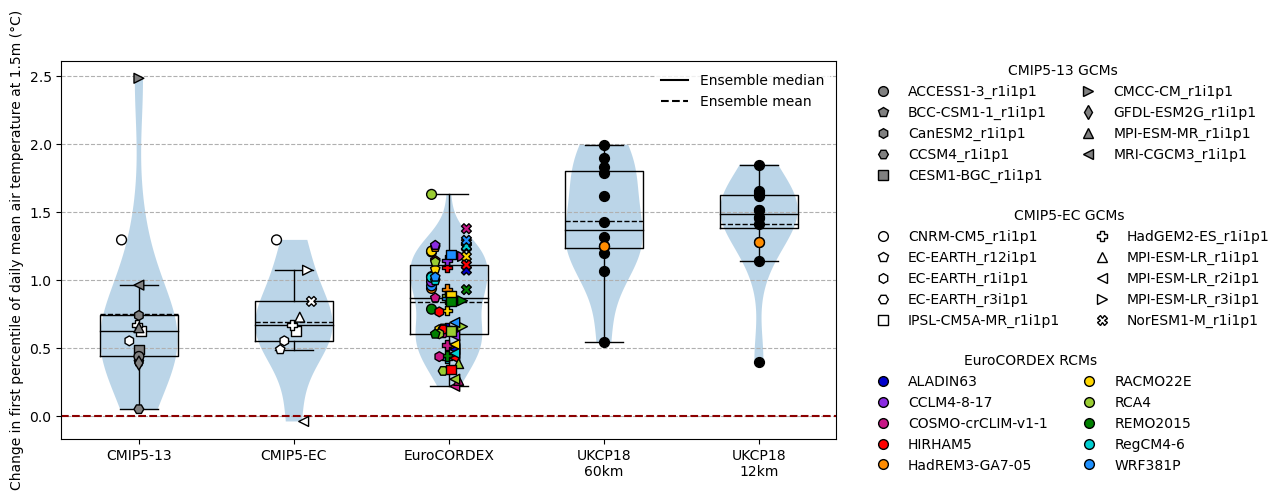 Change in first percentile of daily mean air temperature at 1.5m (°C)
2.5
2.0
1.5
1.0
0.5
0.0
Ensemble median
Ensemble mean
CMIP5-13
CMIP5-EC
EuroCORDEX
UKCP18
60km
UKCP18
12km
CMIP5-13 GCMs
ACCESS1-3_r1i1p1
BCC-CSM1-1_r1i1p1
CanESM2_r1i1p1
CCSM4_r1i1p1
CESM1-BGC_r1i1p1
CMCC-CM_r1i1p1
GFDL-ESM2G_r1i1p1
MPI-ESM-MR_r1i1p1
MRI-CGCM3_r1i1p1
CMIP5-EC GCMs
CNRM-CM5_r1i1p1
EC-EARTH_r12i1p1
EC-EARTH_r1i1p1
EC-EARTH_r3i1p1
IPSL-CM5A-MR_r1i1p1
HadGEM2-ES_r1i1p1
MPI-ESM-LR_r1i1p1
MPI-ESM-LR_r2i1p1
MPI-ESM-LR_r3i1p1
NorESM1-M_r1i1p1
EuroCORDEX RCMs
ALADIN63
CCLM4-8-17
COSMO-crCLIM-v1-1
HIRHAM5
HadREM3-GA7-05
RACMO22E
RCA4
REMO2015
RegCM4-6
WRF381P